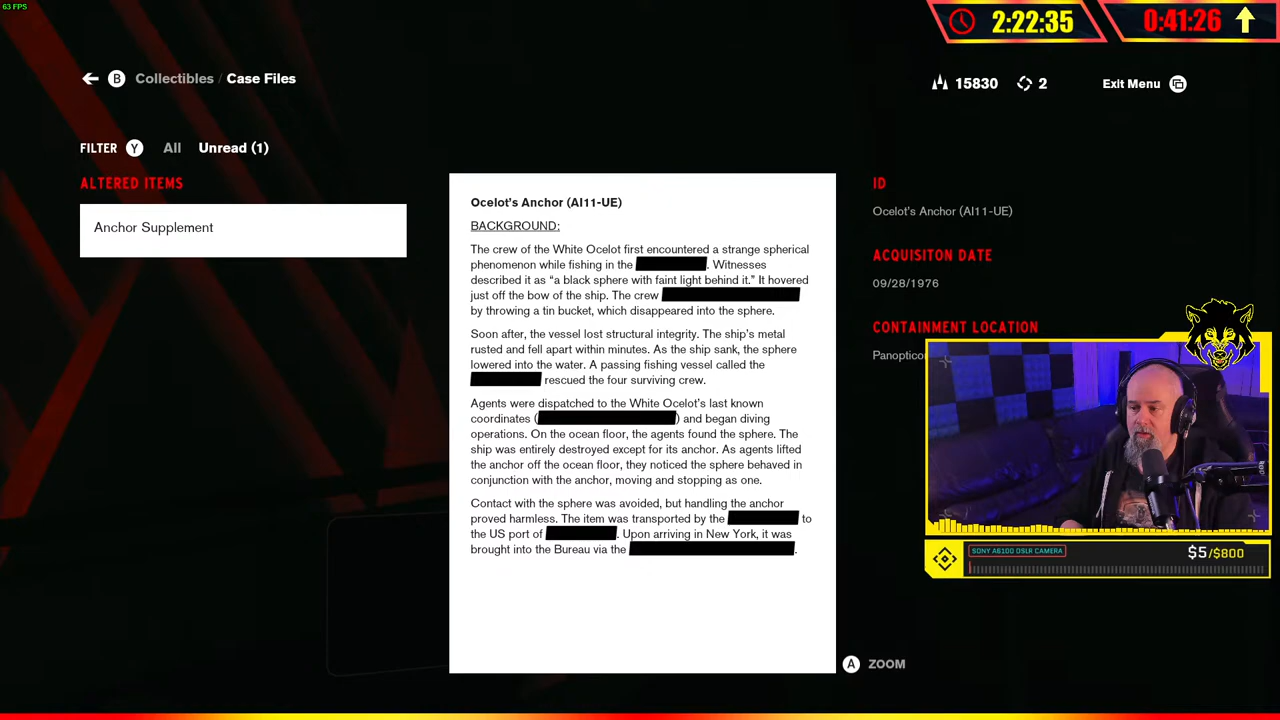 63 FPS
2:22:35
0:41:26
B Collectibles / Case Files
15830 2 Exit Menu
FILTER Y All Unread (1)
ALTERED ITEMS
Anchor Supplement
Ocelot's Anchor (AI11-UE)
BACKGROUND:
The crew of the White Ocelot first encountered a strange spherical
phenomenon while fishing in the . Witnesses
described it as “a black sphere with faint light behind it.” It hovered
just off the bow of the ship. The crew
by throwing a tin bucket, which disappeared into the sphere.
Soon after, the vessel lost structural integrity. The ship's metal
rusted and fell apart within minutes. As the ship sank, the sphere
lowered into the water. A passing fishing vessel called the
rescued the four surviving crew.
Agents were dispatched to the White Ocelot's last known
coordinates ( ) and began diving
operations. On the ocean floor, the agents found the sphere. The
ship was entirely destroyed except for its anchor. As agents lifted
the anchor off the ocean floor, they noticed the sphere behaved in
conjunction with the anchor, moving and stopping as one.
Contact with the sphere was avoided, but handling the anchor
proved harmless. The item was transported by the to
the US port of . Upon arriving in New York, it was
brought into the Bureau via the .
ID
Ocelot's Anchor (AI11-UE)
ACQUISITON DATE
09/28/1976
CONTAINMENT LOCATION
Panoptico
SONY A6100 DSLR CAMERA
$5/$800
A ZOOM